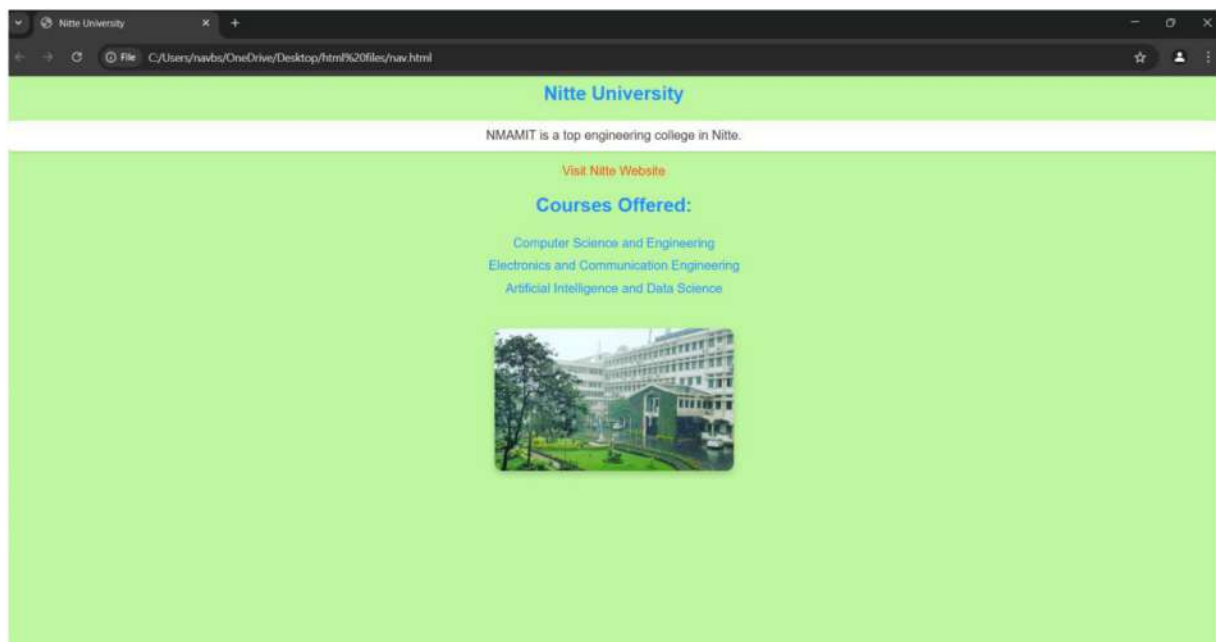 Nitte University
File C:/Users/navbs/OneDrive/Desktop/html%20files/nav.html
Nitte University
NMAMIT is a top engineering college in Nitte.
Visit Nitte Website
Courses Offered:
Computer Science and Engineering
Electronics and Communication Engineering
Artificial Intelligence and Data Science